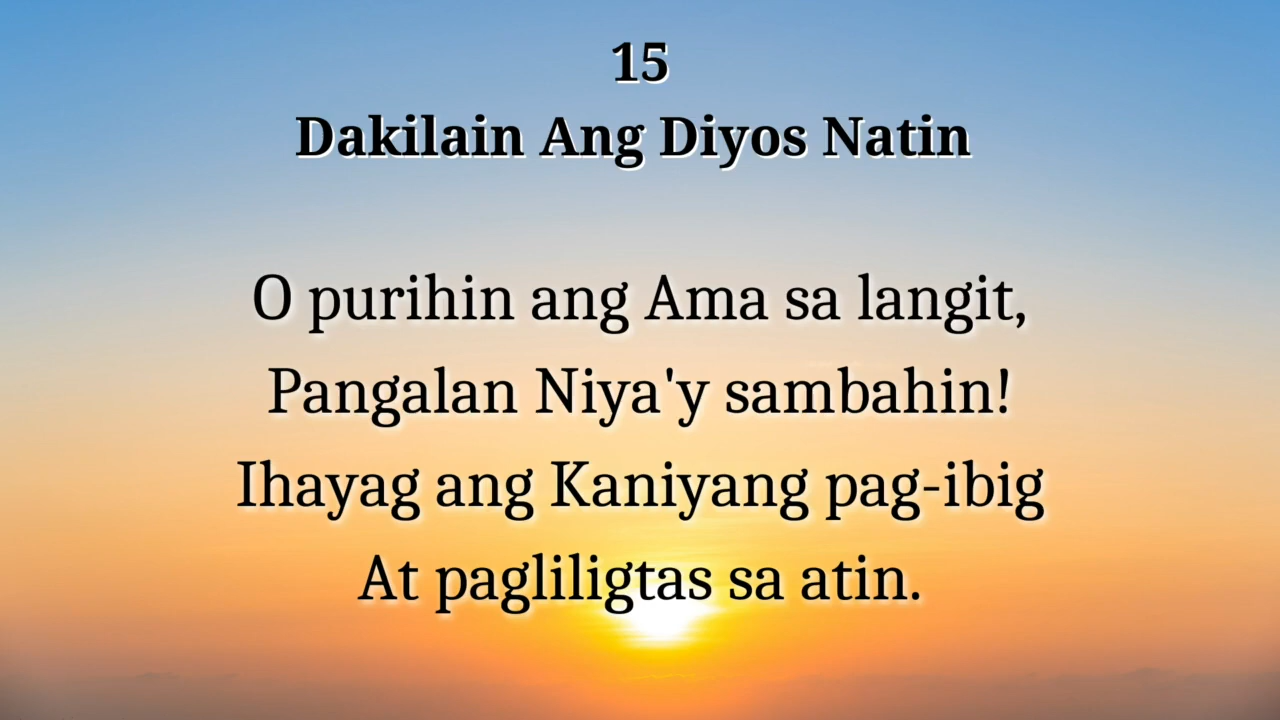 15
Dakilain Ang Diyos Natin
O purihin ang Ama sa langit,
Pangalan Niya'y sambahin!
Ihayag ang Kaniyang pag-ibig
At pagliligtas sa atin.